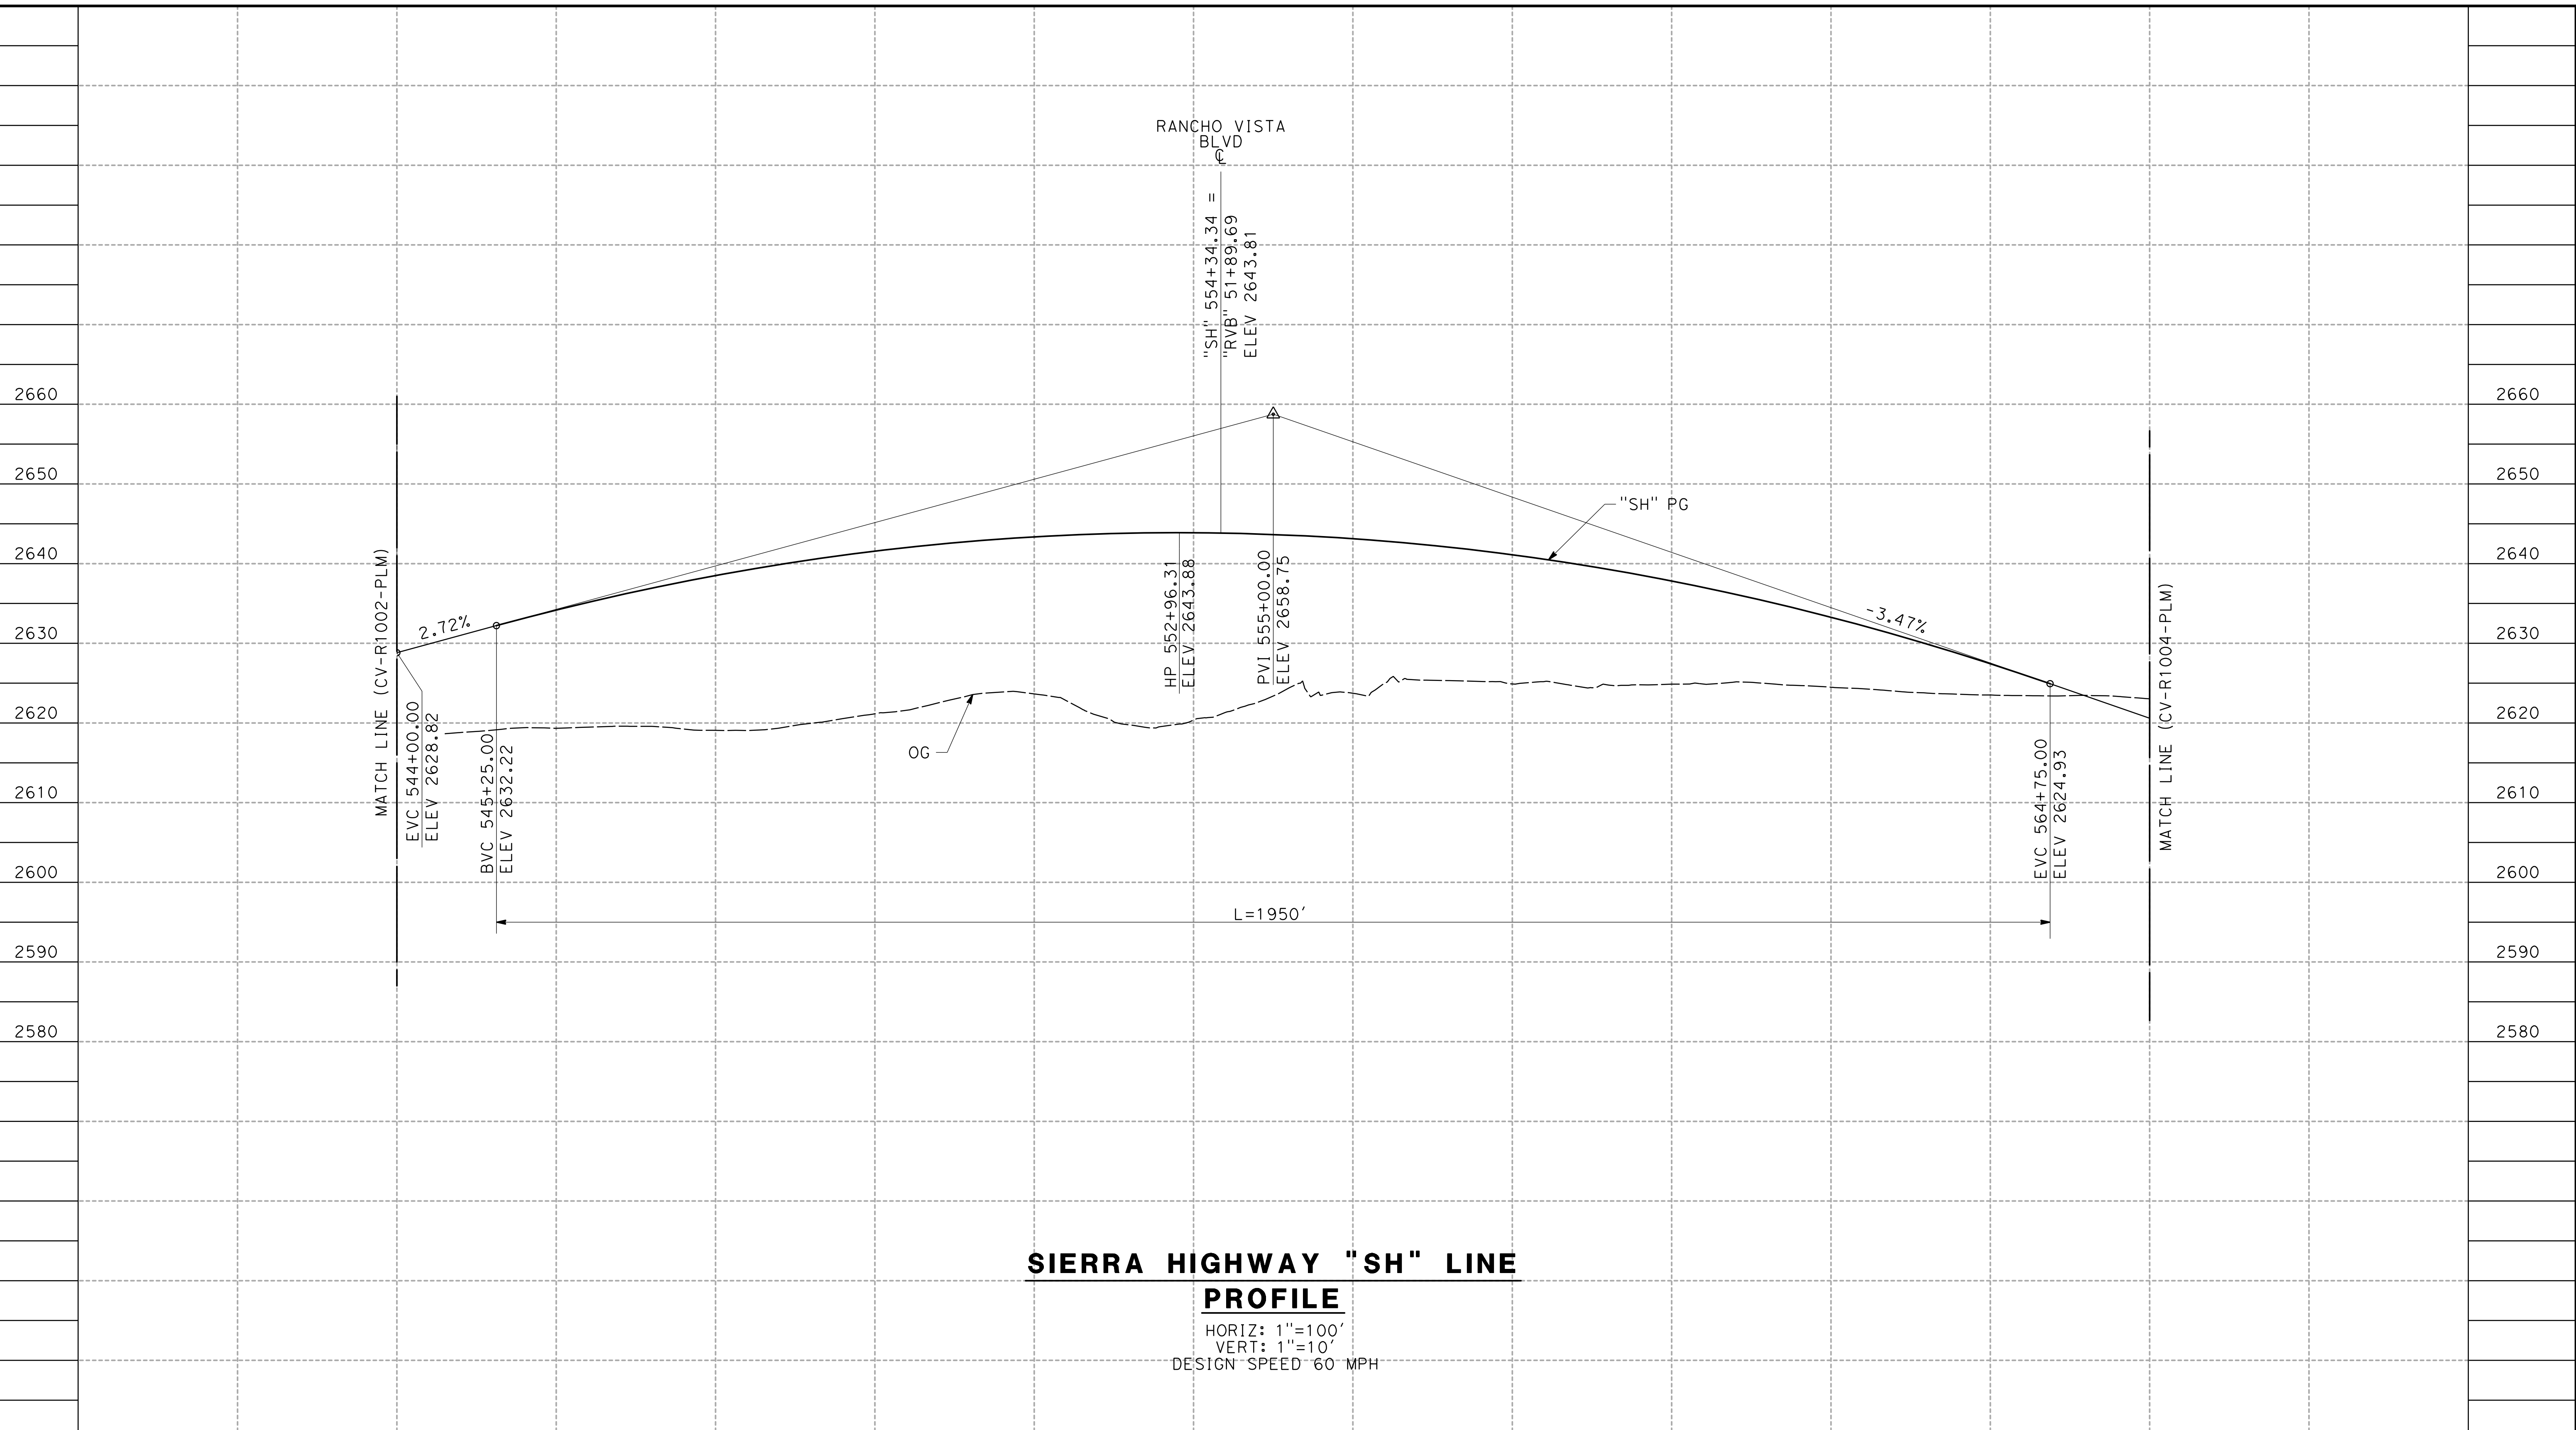 RANCHO VISTA
BLVD
℄
"SH" 554+34.34 =
"RVB" 51+89.69
ELEV 2643.81
2660
2650
2640
2630
2620
2610
2600
2590
2580
MATCH LINE (CV-R1002-PLM)
2.72%
EVC 544+00.00
ELEV 2628.82
BVC 545+25.00
ELEV 2632.22
OG
HP 552+96.31
ELEV 2643.88
PVI 555+00.00
ELEV 2658.75
"SH" PG
-3.47%
EVC 564+75.00
ELEV 2624.93
MATCH LINE (CV-R1004-PLM)
L=1950'
2660
2650
2640
2630
2620
2610
2600
2590
2580
SIERRA HIGHWAY "SH" LINE
PROFILE
HORIZ: 1"=100'
VERT: 1"=10'
DESIGN SPEED 60 MPH